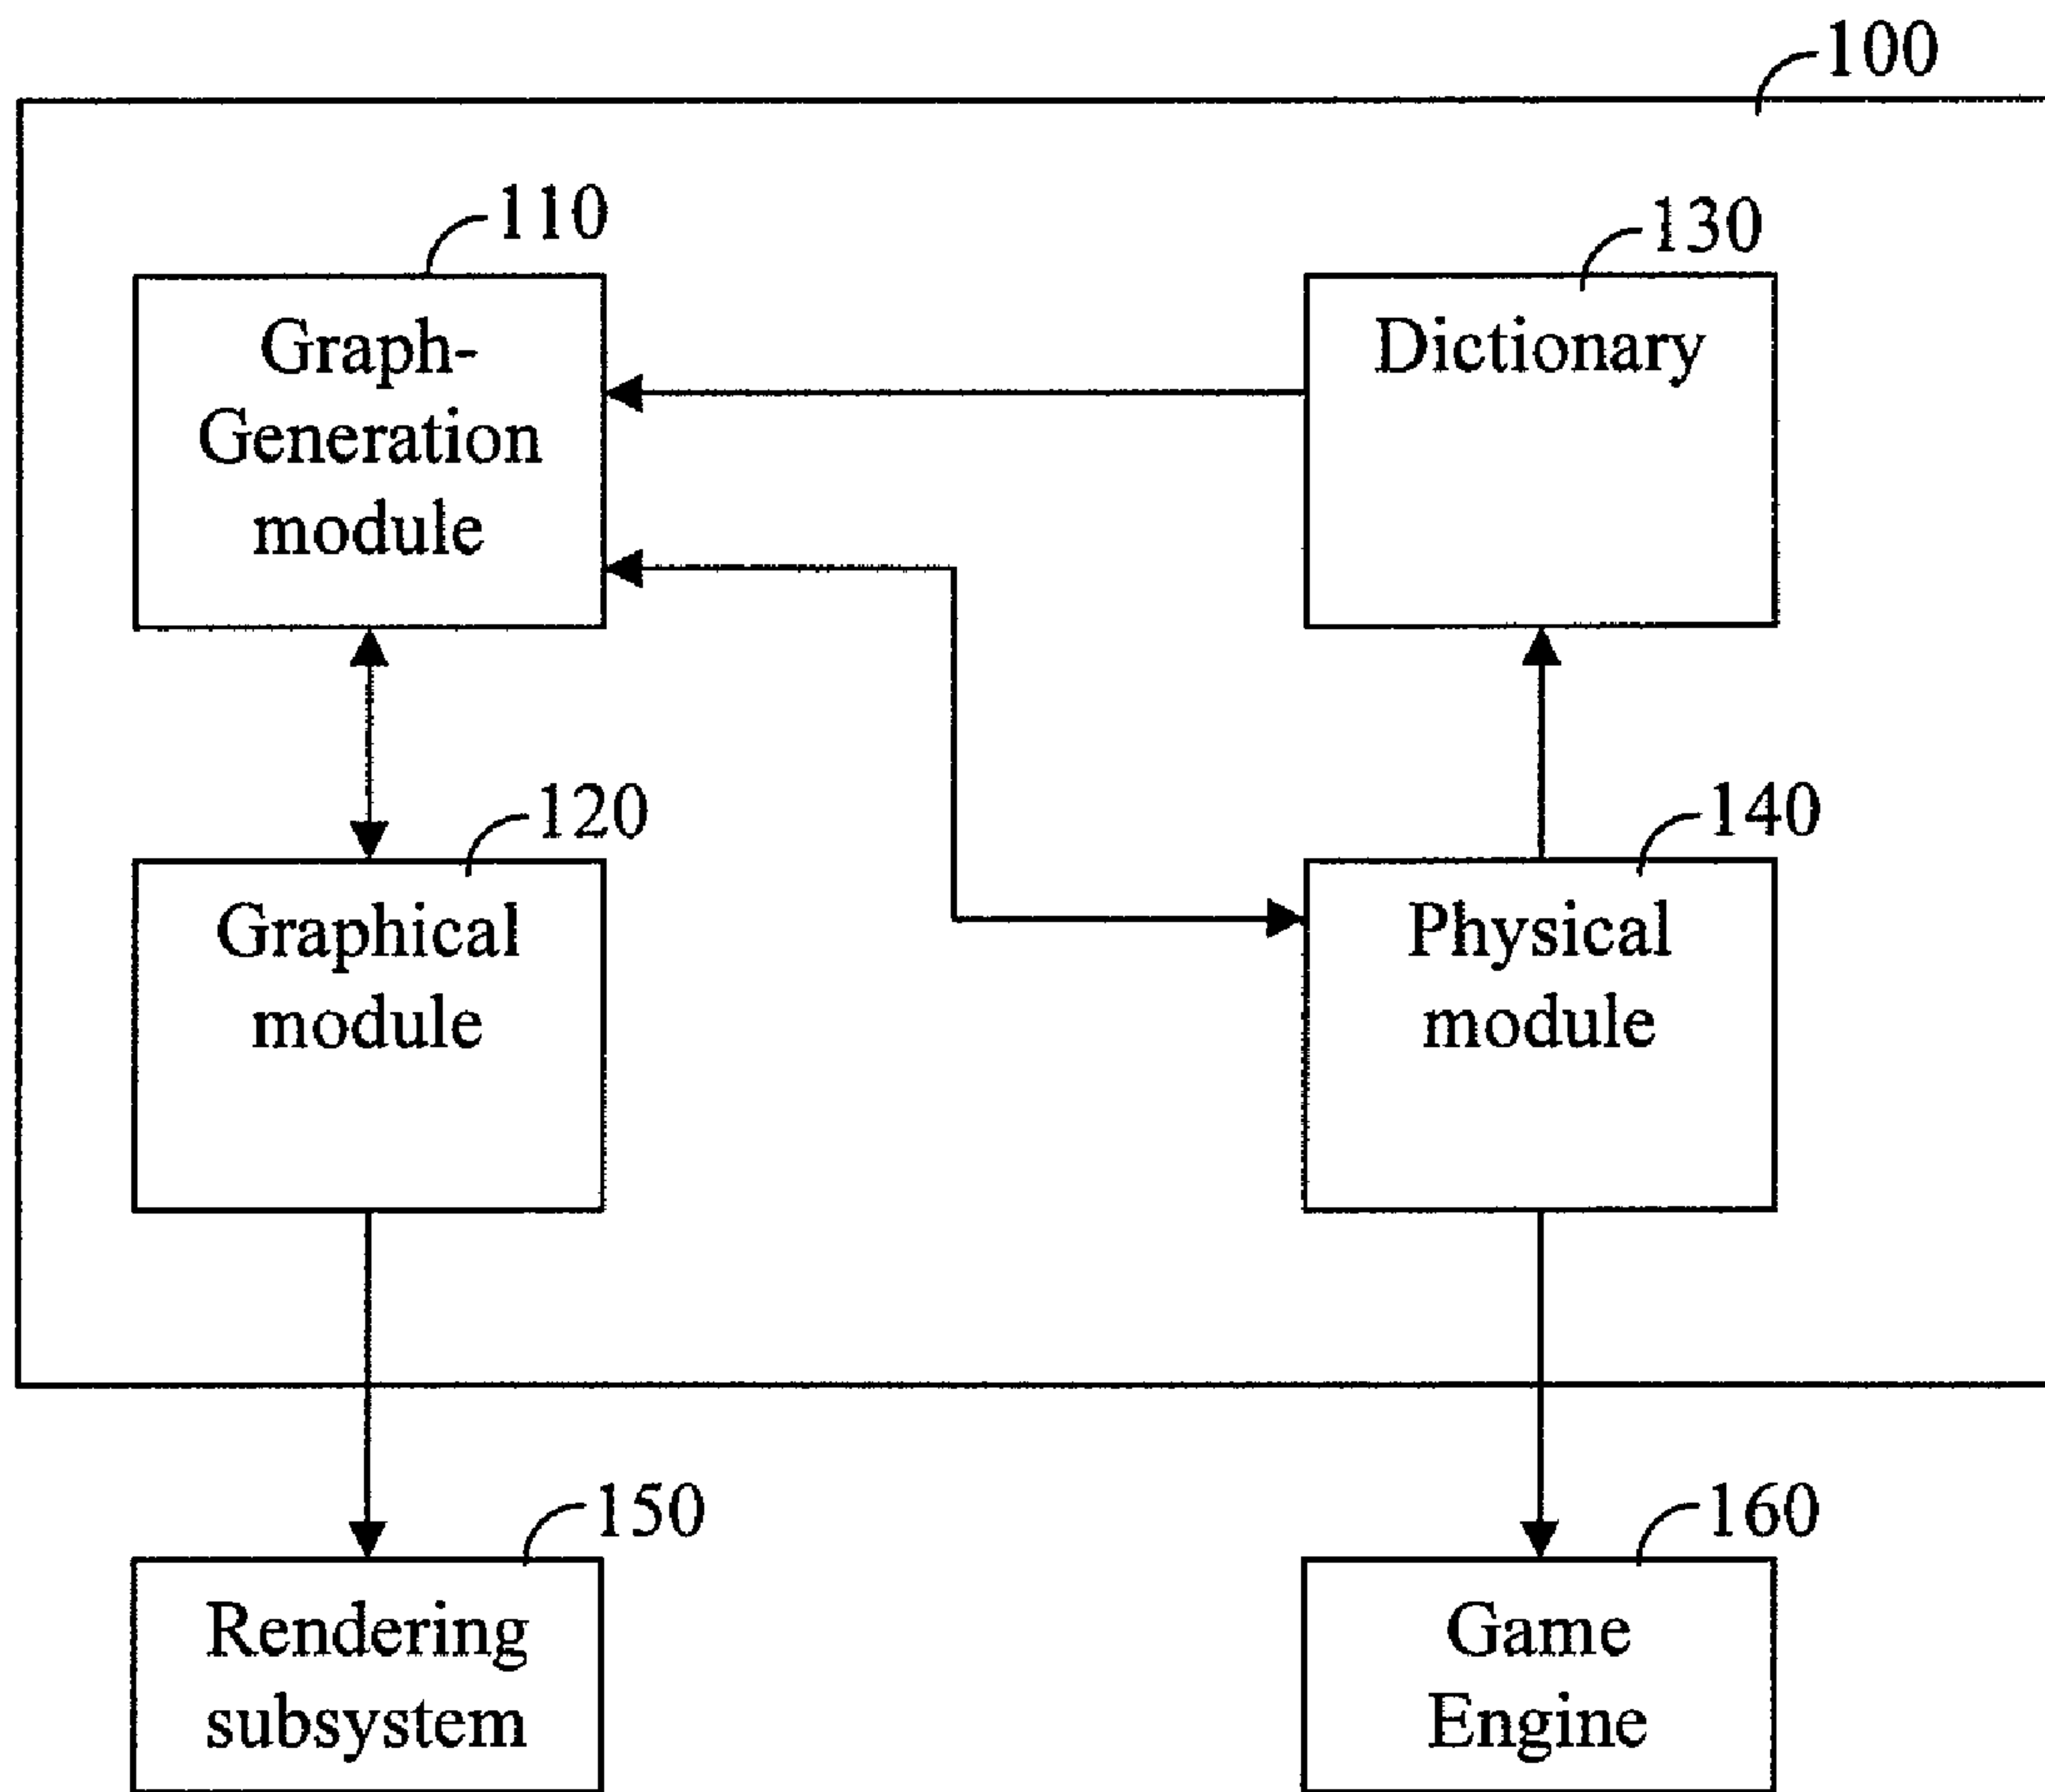 100
110
130
Graph-
Generation
module
Dictionary
120
140
Graphical
module
Physical
module
150
160
Rendering
subsystem
Game
Engine